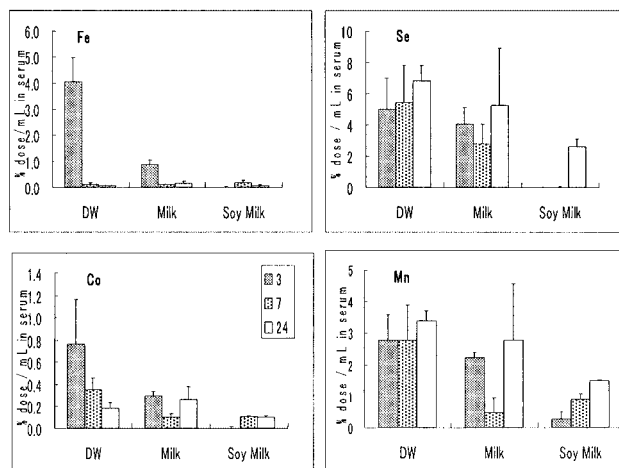 Fe
% dose/mL in serum
6.0
5.0
4.0
3.0
2.0
1.0
0.0
DW Milk Soy Milk
Se
% dose/mL in serum
10
8
6
4
2
0
DW Milk Soy Milk
Co
% dose/mL in serum
1.4
1.2
1.0
0.8
0.6
0.4
0.2
0.0
3
7
24
DW Milk Soy Milk
Mn
% dose / mL in serum
5
4
3
2
1
0
DW Milk Soy Milk